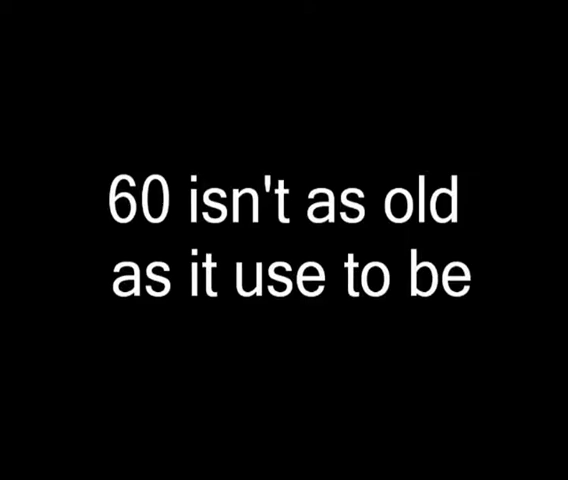 60 isn't as old
as it use to be